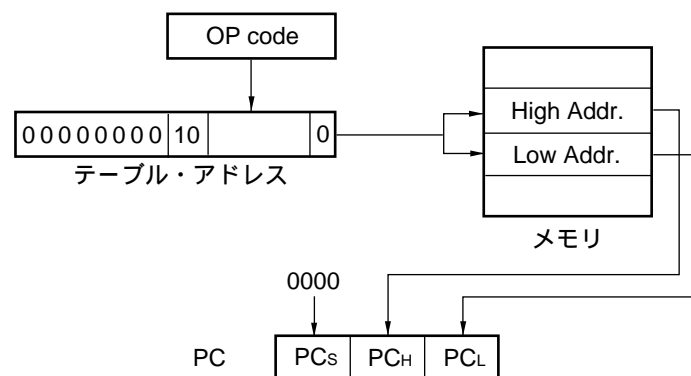 OP code
00000000 10 0
テーブル・アドレス
High Addr.
Low Addr.
メモリ
0000
PC PCS PCH PCL